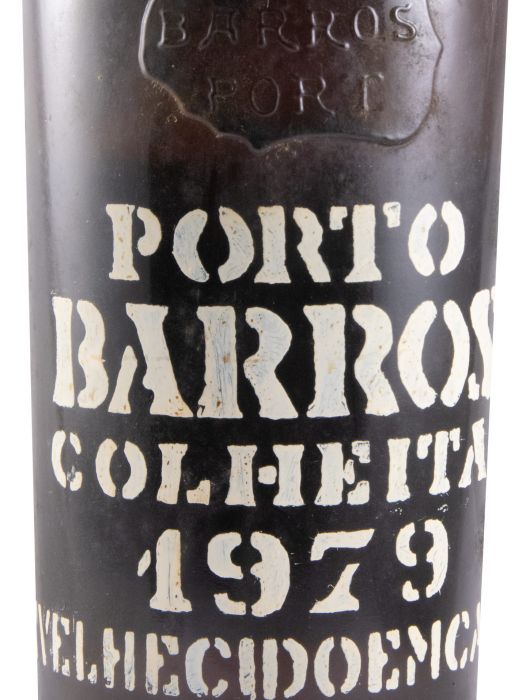 BARROS
PORT
PORTO
BARROS
COLHEITA
1979
VELHECIDOEMCA